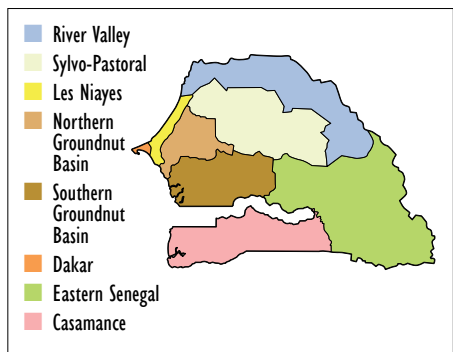 River Valley
Sylvo-Pastoral
Les Niayes
Northern
Groundnut
Basin
Southern
Groundnut
Basin
Dakar
Eastern Senegal
Casamance